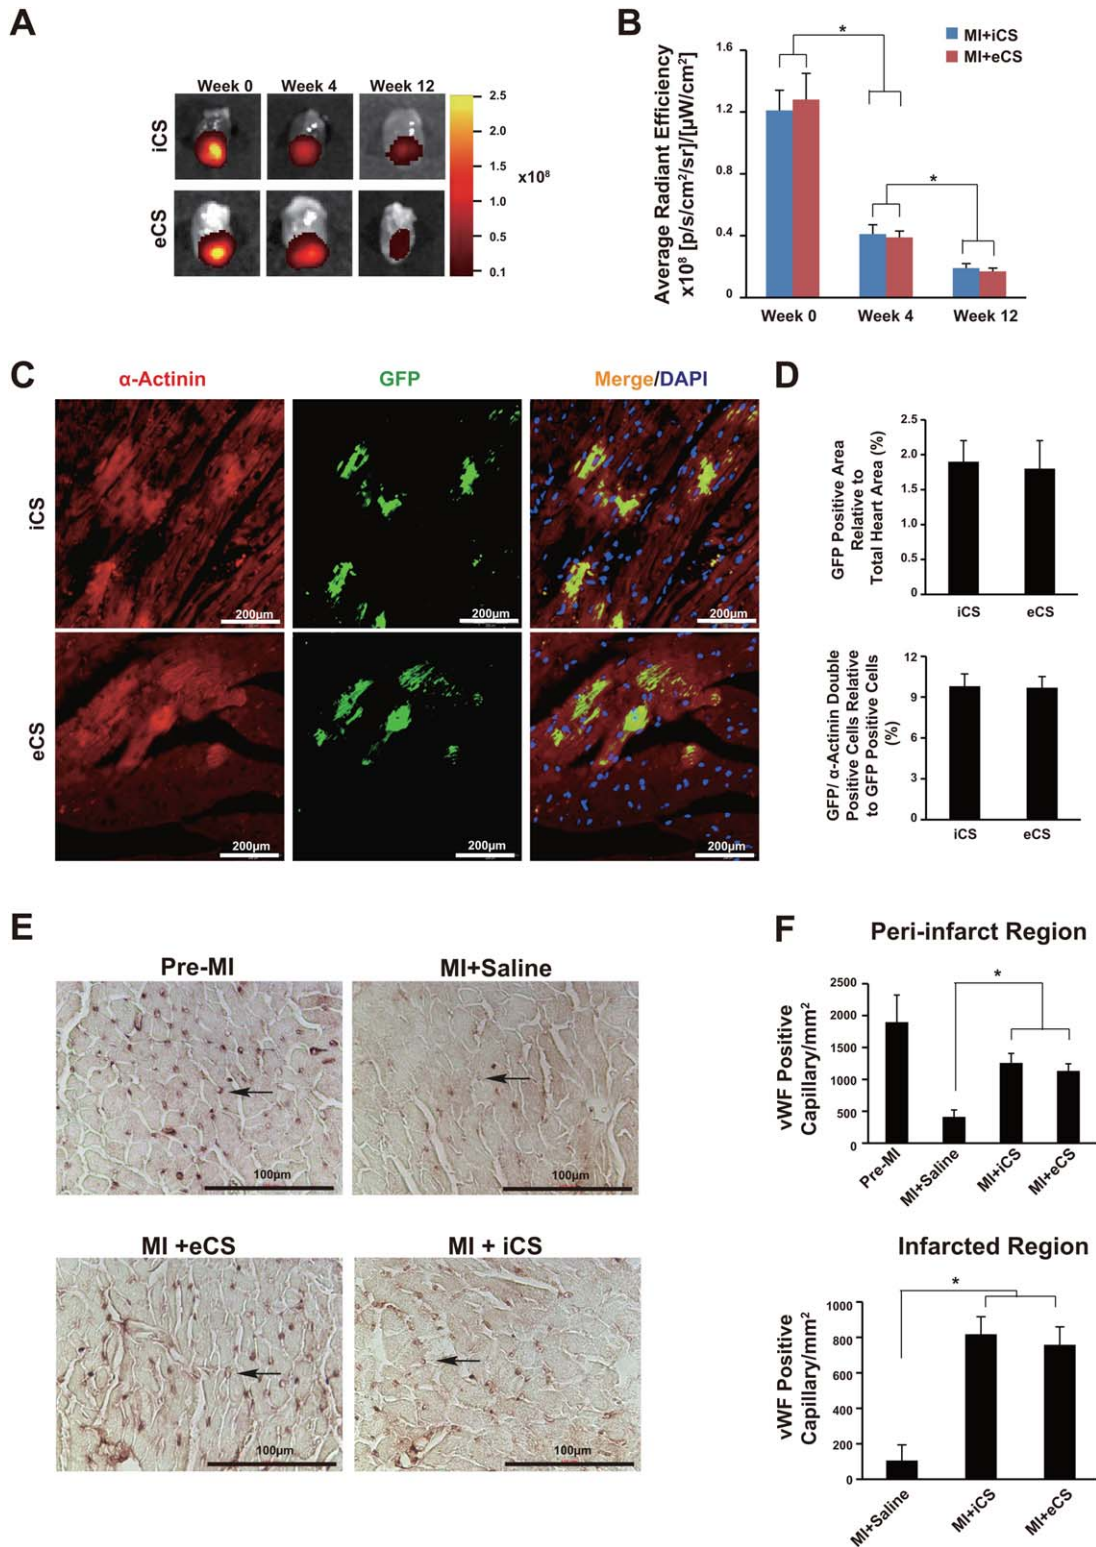 A
Week 0 Week 4 Week 12
iCS
eCS
2.5
2.0
1.5
x10⁸
1.0
0.5
0.1
B
MI+iCS
MI+eCS
Average Radiant Efficiency
x10⁸ [p/s/cm²/sr]/[µW/cm²]
1.6
1.2
0.8
0.4
0
*
*
Week 0 Week 4 Week 12
C
α-Actinin GFP Merge/DAPI
iCS
200µm 200µm 200µm
eCS
200µm 200µm 200µm
D
GFP Positive Area
Relative to
Total Heart Area (%)
2.5
2.0
1.5
1.0
0.5
0
iCS eCS
GFP/ α-Actinin Double
Positive Cells Relative
to GFP Positive Cells
(%)
12
9
6
3
0
iCS eCS
E
Pre-MI MI+Saline
100µm 100µm
MI +eCS MI + iCS
100µm 100µm
F
Peri-infarct Region
vWF Positive
Capillary/mm²
2500
2000
1500
1000
500
0
*
Pre-MI MI+Saline MI+iCS MI+eCS
Infarcted Region
vWF Positive
Capillary/mm²
1000
800
600
400
200
0
*
MI+Saline MI+iCS MI+eCS